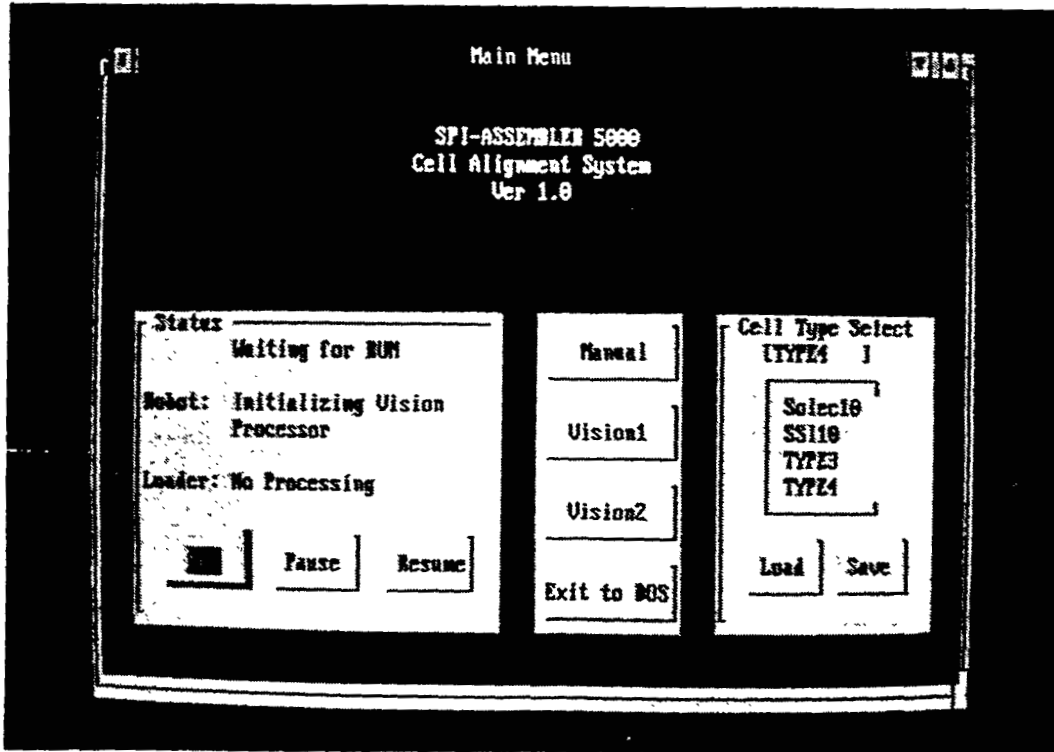 Main Menu
SPI-ASSEMBLER 5000
Cell Alignment System
Ver 1.0
Status
Waiting for RUN
Robot: Initializing Vision
Processor
Loader: No Processing
Pause
Resume
Manual
Vision1
Vision2
Exit to DOS
Cell Type Select
[TYPE4 ]
Solec10
SSI10
TYPE3
TYPE4
Load
Save